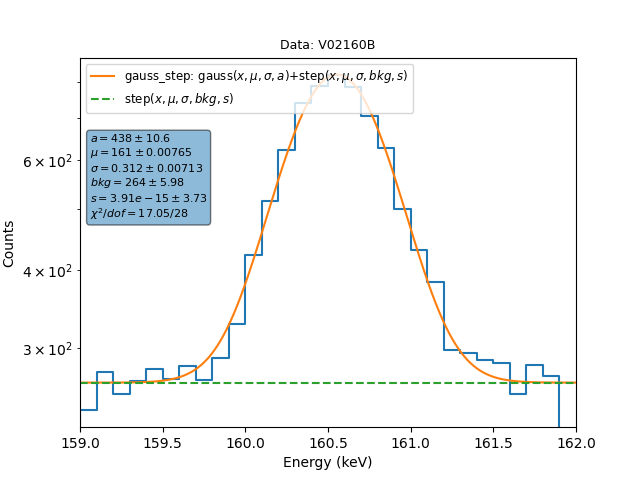 Data: V02160B
gauss_step: gauss(x, μ, σ, a)+step(x, μ, σ, bkg, s)
step(x, μ, σ, bkg, s)
a = 438 ± 10.6
μ = 161 ± 0.00765
σ = 0.312 ± 0.00713
bkg = 264 ± 5.98
s = 3.91e − 15 ± 3.73
χ²/dof = 17.05/28
6 × 10²
4 × 10²
3 × 10²
Counts
159.0 159.5 160.0 160.5 161.0 161.5 162.0
Energy (keV)